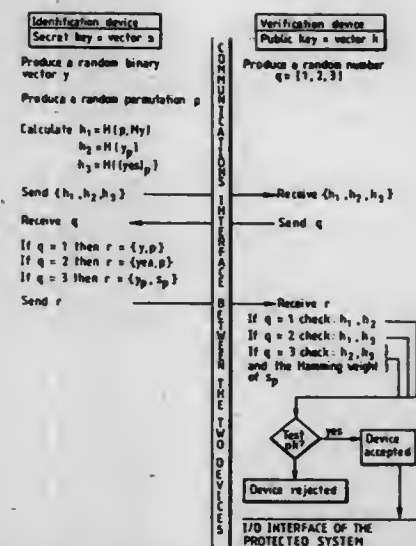 Identification device
Secret key = vector s
Produce a random binary
vector y
Produce a random permutation p
Calculate h₁ = H(p,My)
h₂ = H(yₚ)
h₃ = H((y⊕s)ₚ)
Send {h₁,h₂,h₃}
Receive q
If q = 1 then r = {y,p}
If q = 2 then r = {y⊕s,p}
If q = 3 then r = {yₚ,sₚ}
Send r
COMMUNICATIONS INTERFACE BETWEEN THE TWO DEVICES
Verification device
Public key = vector k
Produce a random number
q = [1,2,3]
Receive {h₁,h₂,h₃}
Send q
Receive r
If q = 1 check: h₁,h₂
If q = 2 check: h₁,h₃
If q = 3 check: h₂,h₃
and the Hamming weight
of sₚ
Test
ok?
yes
Device
accepted
Device rejected
I/O INTERFACE OF THE
PROTECTED SYSTEM